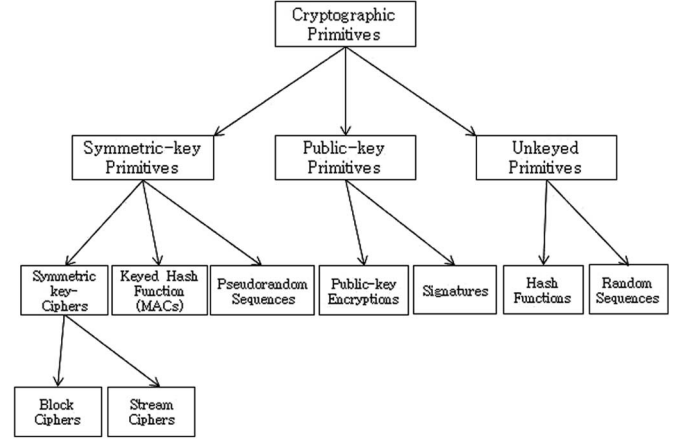 Cryptographic
Primitives
Symmetric-key
Primitives
Public-key
Primitives
Unkeyed
Primitives
Symmetric
key-
Ciphers
Keyed Hash
Function
(MACs)
Pseudorandom
Sequences
Public-key
Encryptions
Signatures
Hash
Functions
Random
Sequences
Block
Ciphers
Stream
Ciphers